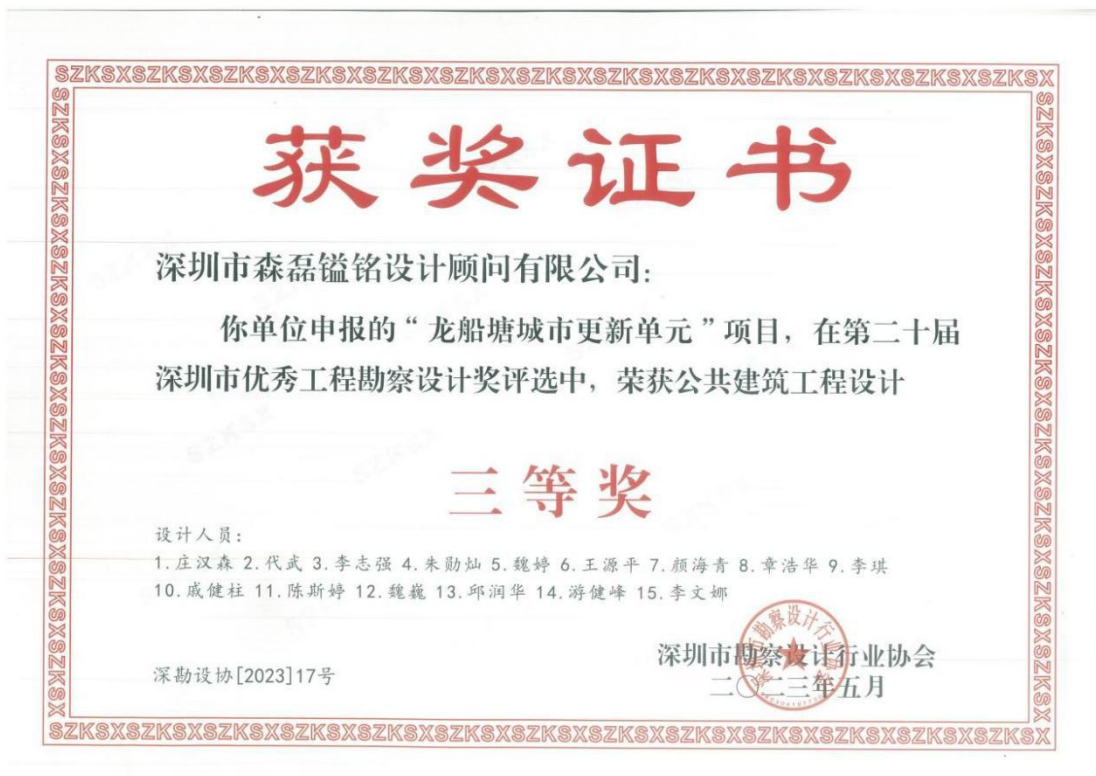 SZKSXSZKSXSZKSXSZKSXSZKSXSZKSXSZKSXSZKSXSZKSXSZKSXSZKSX
获奖证书
深圳市森磊镒铭设计顾问有限公司：
你单位申报的“龙船塘城市更新单元”项目，在第二十届
深圳市优秀工程勘察设计奖评选中，荣获公共建筑工程设计
三等奖
设计人员：
1.庄汉森 2.代武 3.李志强 4.朱勋灿 5.魏婷 6.王源平 7.颜海青 8.章浩华 9.李琪
10.戚健柱 11.陈斯婷 12.魏巍 13.邱润华 14.游健峰 15.李文娜
深圳市勘察设计行业协会
深勘设协[2023]17号
二〇二三年五月
SZKSXSZKSXSZKSXSZKSXSZKSXSZKSXSZKSXSZKSXSZKSXSZKSXSZKSX